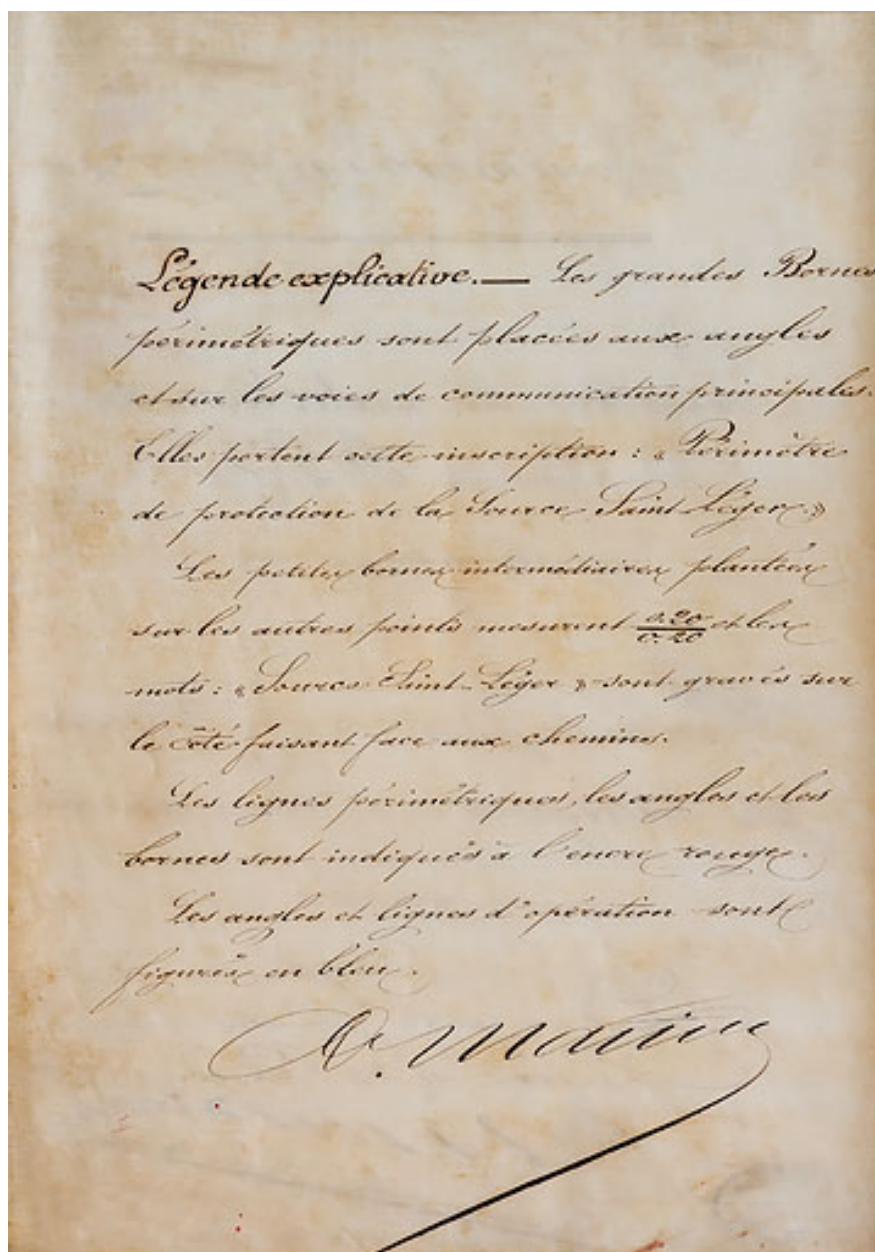 Légende explicative. — Les grandes Bornes
périmétriques sont placées aux angles
et sur les voies de communication principales.
Elles portent cette inscription : « Périmètre
de protection de la Source Saint Léger. »
Les petites bornes intermédiaires plantées
sur les autres points mesurent 0.20/0.20 et les
mots : « Source Saint-Léger » sont gravés sur
le côté faisant face aux chemins.
Les lignes périmétriques, les angles et les
bornes sont indiqués à l'encre rouge.
Les angles et lignes d'opération sont
figurés en bleu.